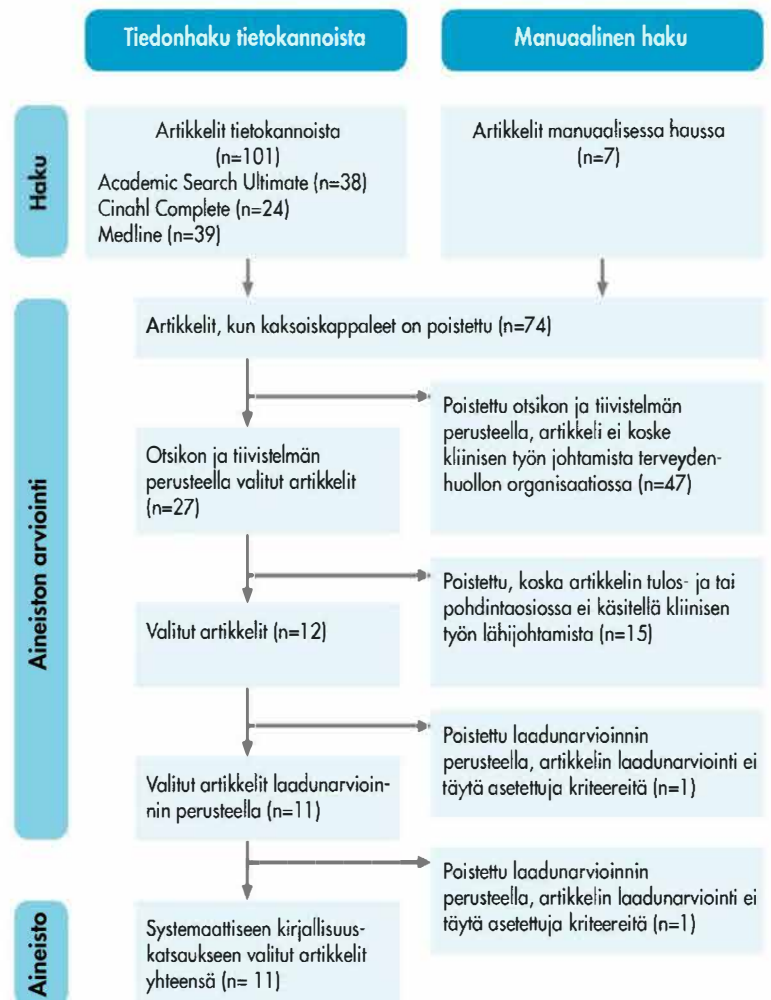 Tiedonhaku tietokannoista
Manuaalinen haku
Haku
Artikkelit tietokannoista
(n=101)
Academic Search Ultimate (n=38)
Cinahl Complete (n=24)
Medline (n=39)
Artikkelit manuaalisessa haussa
(n=7)
Aineiston arviointi
Artikkelit, kun kaksoiskappaleet on poistettu (n=74)
Poistettu otsikon ja tiivistelmän
perusteella, artikkeli ei koske
kliinisen työn johtamista terveyden-
huollon organisaatiossa (n=47)
Otsikon ja tiivistelmän
perusteella valitut artikkelit
(n=27)
Poistettu, koska artikkelin tulos- ja tai
pohdintaosiossa ei käsitellä kliinisen
työn lähijohtamista (n=15)
Valitut artikkelit (n=12)
Poistettu laadunarvioinnin
perusteella, artikkelin laadunarviointi ei
täytä asetettuja kriteereitä (n=1)
Valitut artikkelit laadunarvioin-
nin perusteella (n=11)
Poistettu laadunarvioinnin
perusteella, artikkelin laadunarviointi ei
täytä asetettuja kriteereitä (n=1)
Aineisto
Systemaattiseen kirjallisuus-
katsaukseen valitut artikkelit
yhteensä (n= 11)